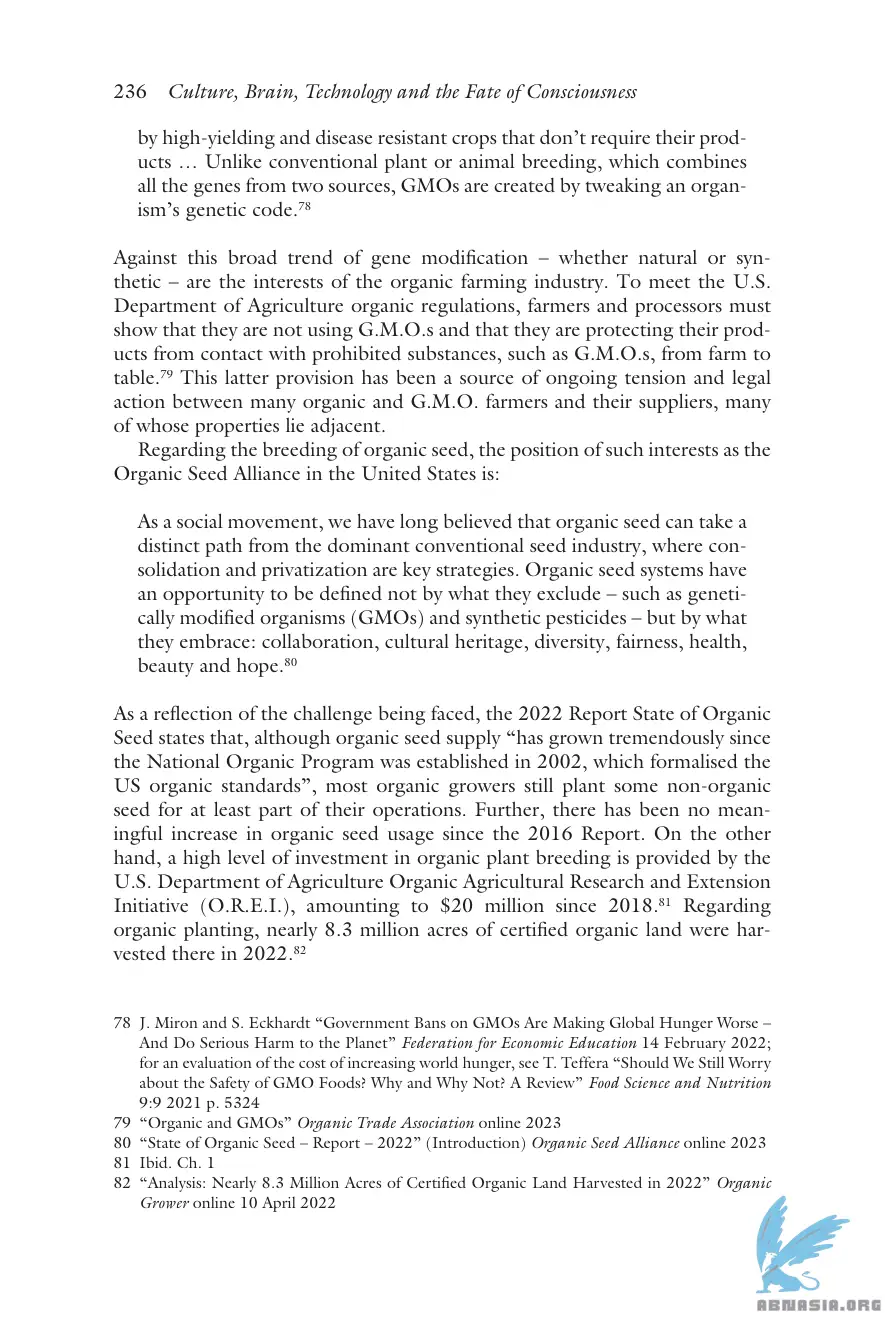 236 Culture, Brain, Technology and the Fate of Consciousness
by high-yielding and disease resistant crops that don’t require their prod-
ucts … Unlike conventional plant or animal breeding, which combines
all the genes from two sources, GMOs are created by tweaking an organ-
ism’s genetic code.78
Against this broad trend of gene modification – whether natural or syn-
thetic – are the interests of the organic farming industry. To meet the U.S.
Department of Agriculture organic regulations, farmers and processors must
show that they are not using G.M.O.s and that they are protecting their prod-
ucts from contact with prohibited substances, such as G.M.O.s, from farm to
table.79 This latter provision has been a source of ongoing tension and legal
action between many organic and G.M.O. farmers and their suppliers, many
of whose properties lie adjacent.
Regarding the breeding of organic seed, the position of such interests as the
Organic Seed Alliance in the United States is:
As a social movement, we have long believed that organic seed can take a
distinct path from the dominant conventional seed industry, where con-
solidation and privatization are key strategies. Organic seed systems have
an opportunity to be defined not by what they exclude – such as geneti-
cally modified organisms (GMOs) and synthetic pesticides – but by what
they embrace: collaboration, cultural heritage, diversity, fairness, health,
beauty and hope.80
As a reflection of the challenge being faced, the 2022 Report State of Organic
Seed states that, although organic seed supply “has grown tremendously since
the National Organic Program was established in 2002, which formalised the
US organic standards”, most organic growers still plant some non-organic
seed for at least part of their operations. Further, there has been no mean-
ingful increase in organic seed usage since the 2016 Report. On the other
hand, a high level of investment in organic plant breeding is provided by the
U.S. Department of Agriculture Organic Agricultural Research and Extension
Initiative (O.R.E.I.), amounting to $20 million since 2018.81 Regarding
organic planting, nearly 8.3 million acres of certified organic land were har-
vested there in 2022.82
78 J. Miron and S. Eckhardt “Government Bans on GMOs Are Making Global Hunger Worse –
And Do Serious Harm to the Planet” Federation for Economic Education 14 February 2022;
for an evaluation of the cost of increasing world hunger, see T. Teffera “Should We Still Worry
about the Safety of GMO Foods? Why and Why Not? A Review” Food Science and Nutrition
9:9 2021 p. 5324
79 “Organic and GMOs” Organic Trade Association online 2023
80 “State of Organic Seed – Report – 2022” (Introduction) Organic Seed Alliance online 2023
81 Ibid. Ch. 1
82 “Analysis: Nearly 8.3 Million Acres of Certified Organic Land Harvested in 2022” Organic
Grower online 10 April 2022
ABNASIA.ORG